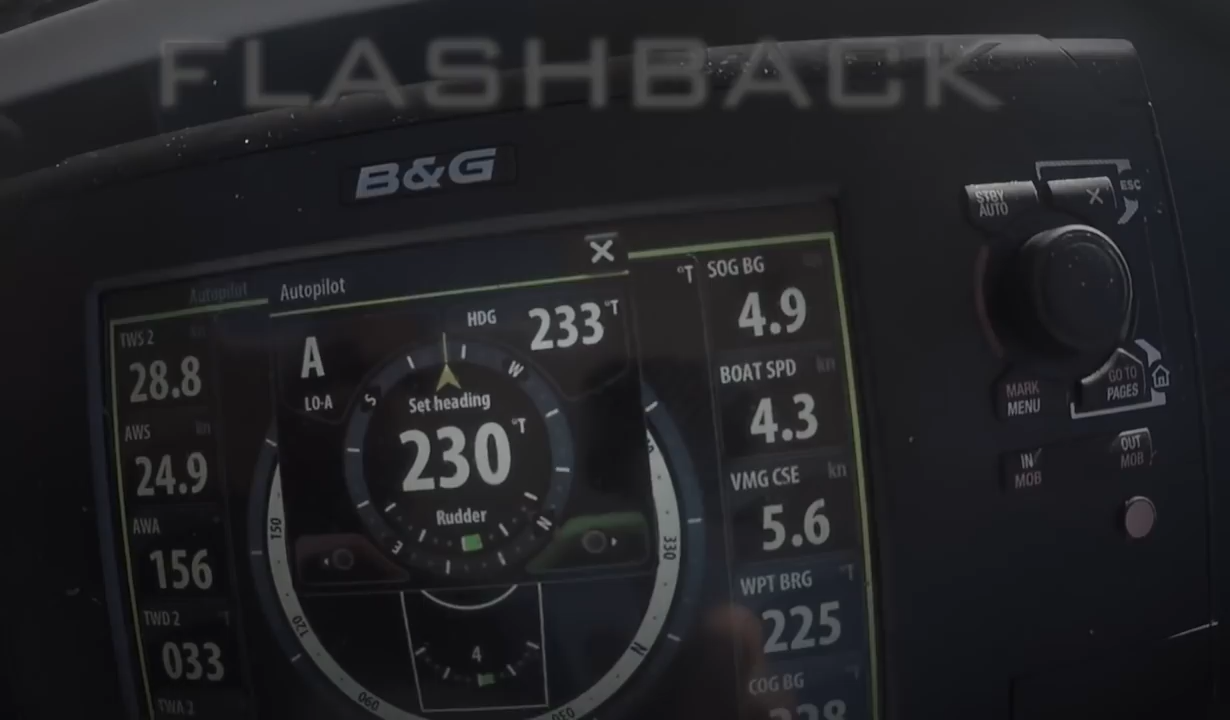 FLASHBACK
B&G
STBY
AUTO
X
ESC
Autopilot
Autopilot
X
°T
TWS 2
28.8
AWS
kn
24.9
AWA
156
TWD 2
°T
033
TWA 2
A
LO-A
HDG
233°T
S
W
Set heading
230°T
Rudder
E
N
150
120
090
030
N
330
4
SOG BG
4.9
BOAT SPD
kn
4.3
VMG CSE
kn
5.6
WPT BRG
°T
225
COG BG
MARK
MENU
GO TO
PAGES
IN
MOB
OUT
MOB